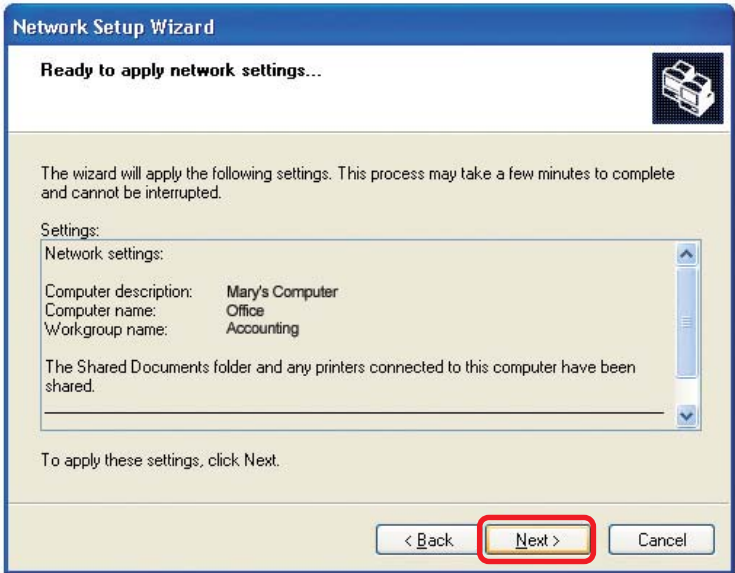 Network Setup Wizard
Ready to apply network settings...
The wizard will apply the following settings. This process may take a few minutes to complete
and cannot be interrupted.
Settings:
Network settings:
Computer description: Mary's Computer
Computer name: Office
Workgroup name: Accounting
The Shared Documents folder and any printers connected to this computer have been
shared.
To apply these settings, click Next.
< Back Next > Cancel